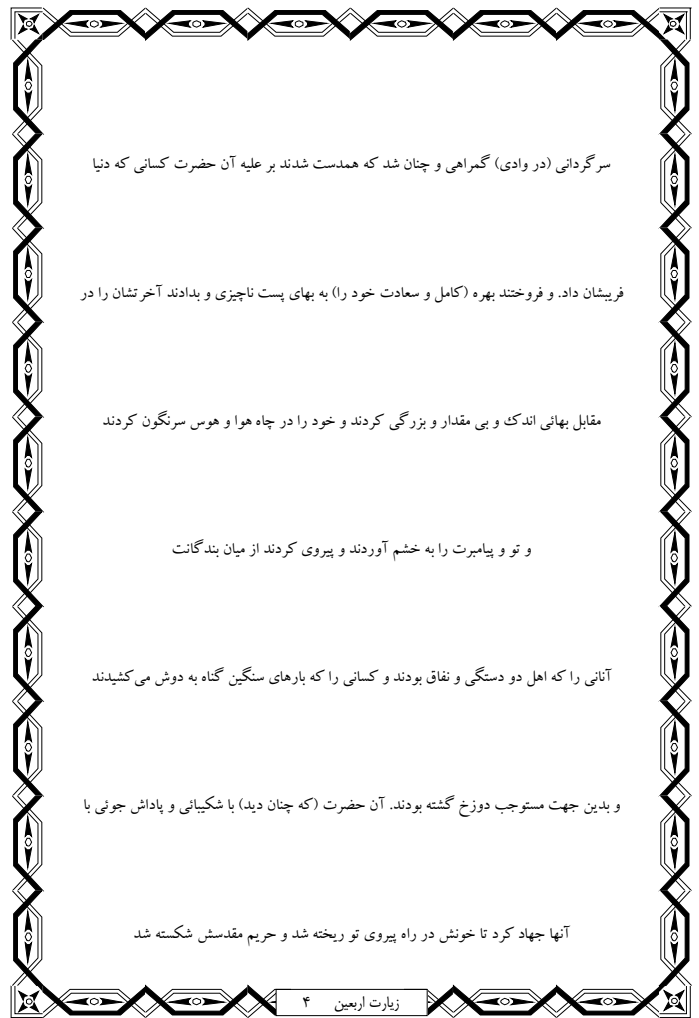 سرگردانی (در وادی) گمراهی و چنان شد که همدست شدند بر علیه آن حضرت کسانی که دنیا
فریبشان داد. و فروختند بهره (کامل و سعادت خود را) به بهای پست ناچیزی و بدادند آخرتشان را در
مقابل بهائی اندک و بی مقدار و بزرگی کردند و خود را در چاه هوا و هوس سرنگون کردند
و تو و پیامبرت را به خشم آوردند و پیروی کردند از میان بندگانت
آنانی را که اهل دو دستگی و نفاق بودند و کسانی را که بارهای سنگین گناه به دوش می‌کشیدند
و بدین جهت مستوجب دوزخ گشته بودند. آن حضرت (که چنان دید) با شکیبائی و پاداش جوئی با
آنها جهاد کرد تا خونش در راه پیروی تو ریخته شد و حریم مقدسش شکسته شد
زیارت اربعین ۴